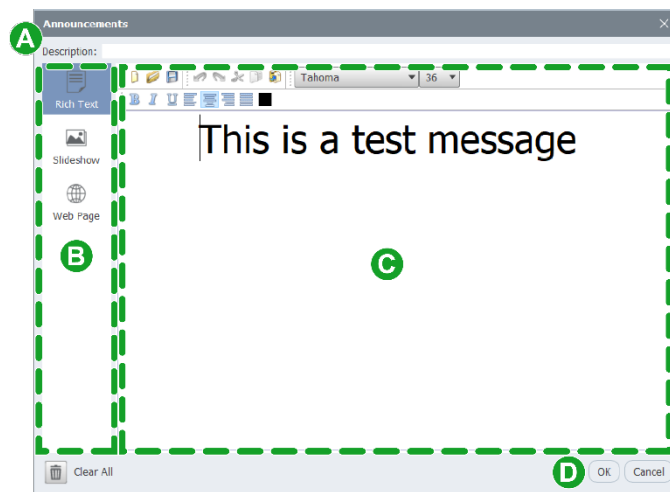 Announcements
A
Description:
Tahoma 36
Rich Text
B I U
This is a test message
Slideshow
Web Page
B
C
Clear All
D OK Cancel